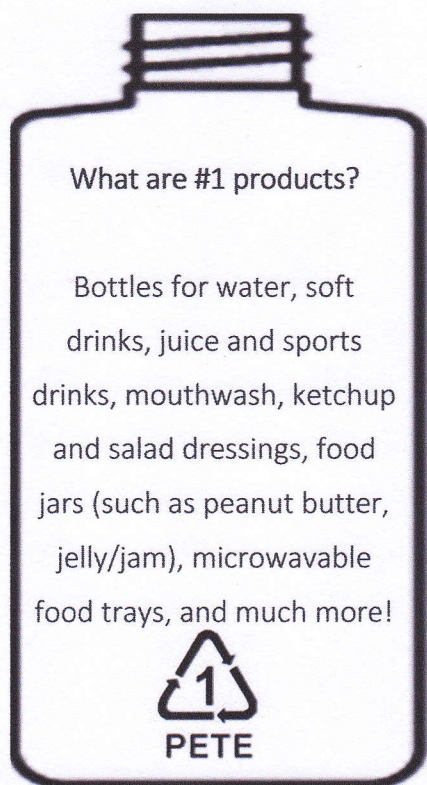 What are #1 products?
Bottles for water, soft
drinks, juice and sports
drinks, mouthwash, ketchup
and salad dressings, food
jars (such as peanut butter,
jelly/jam), microwavable
food trays, and much more!
1
PETE